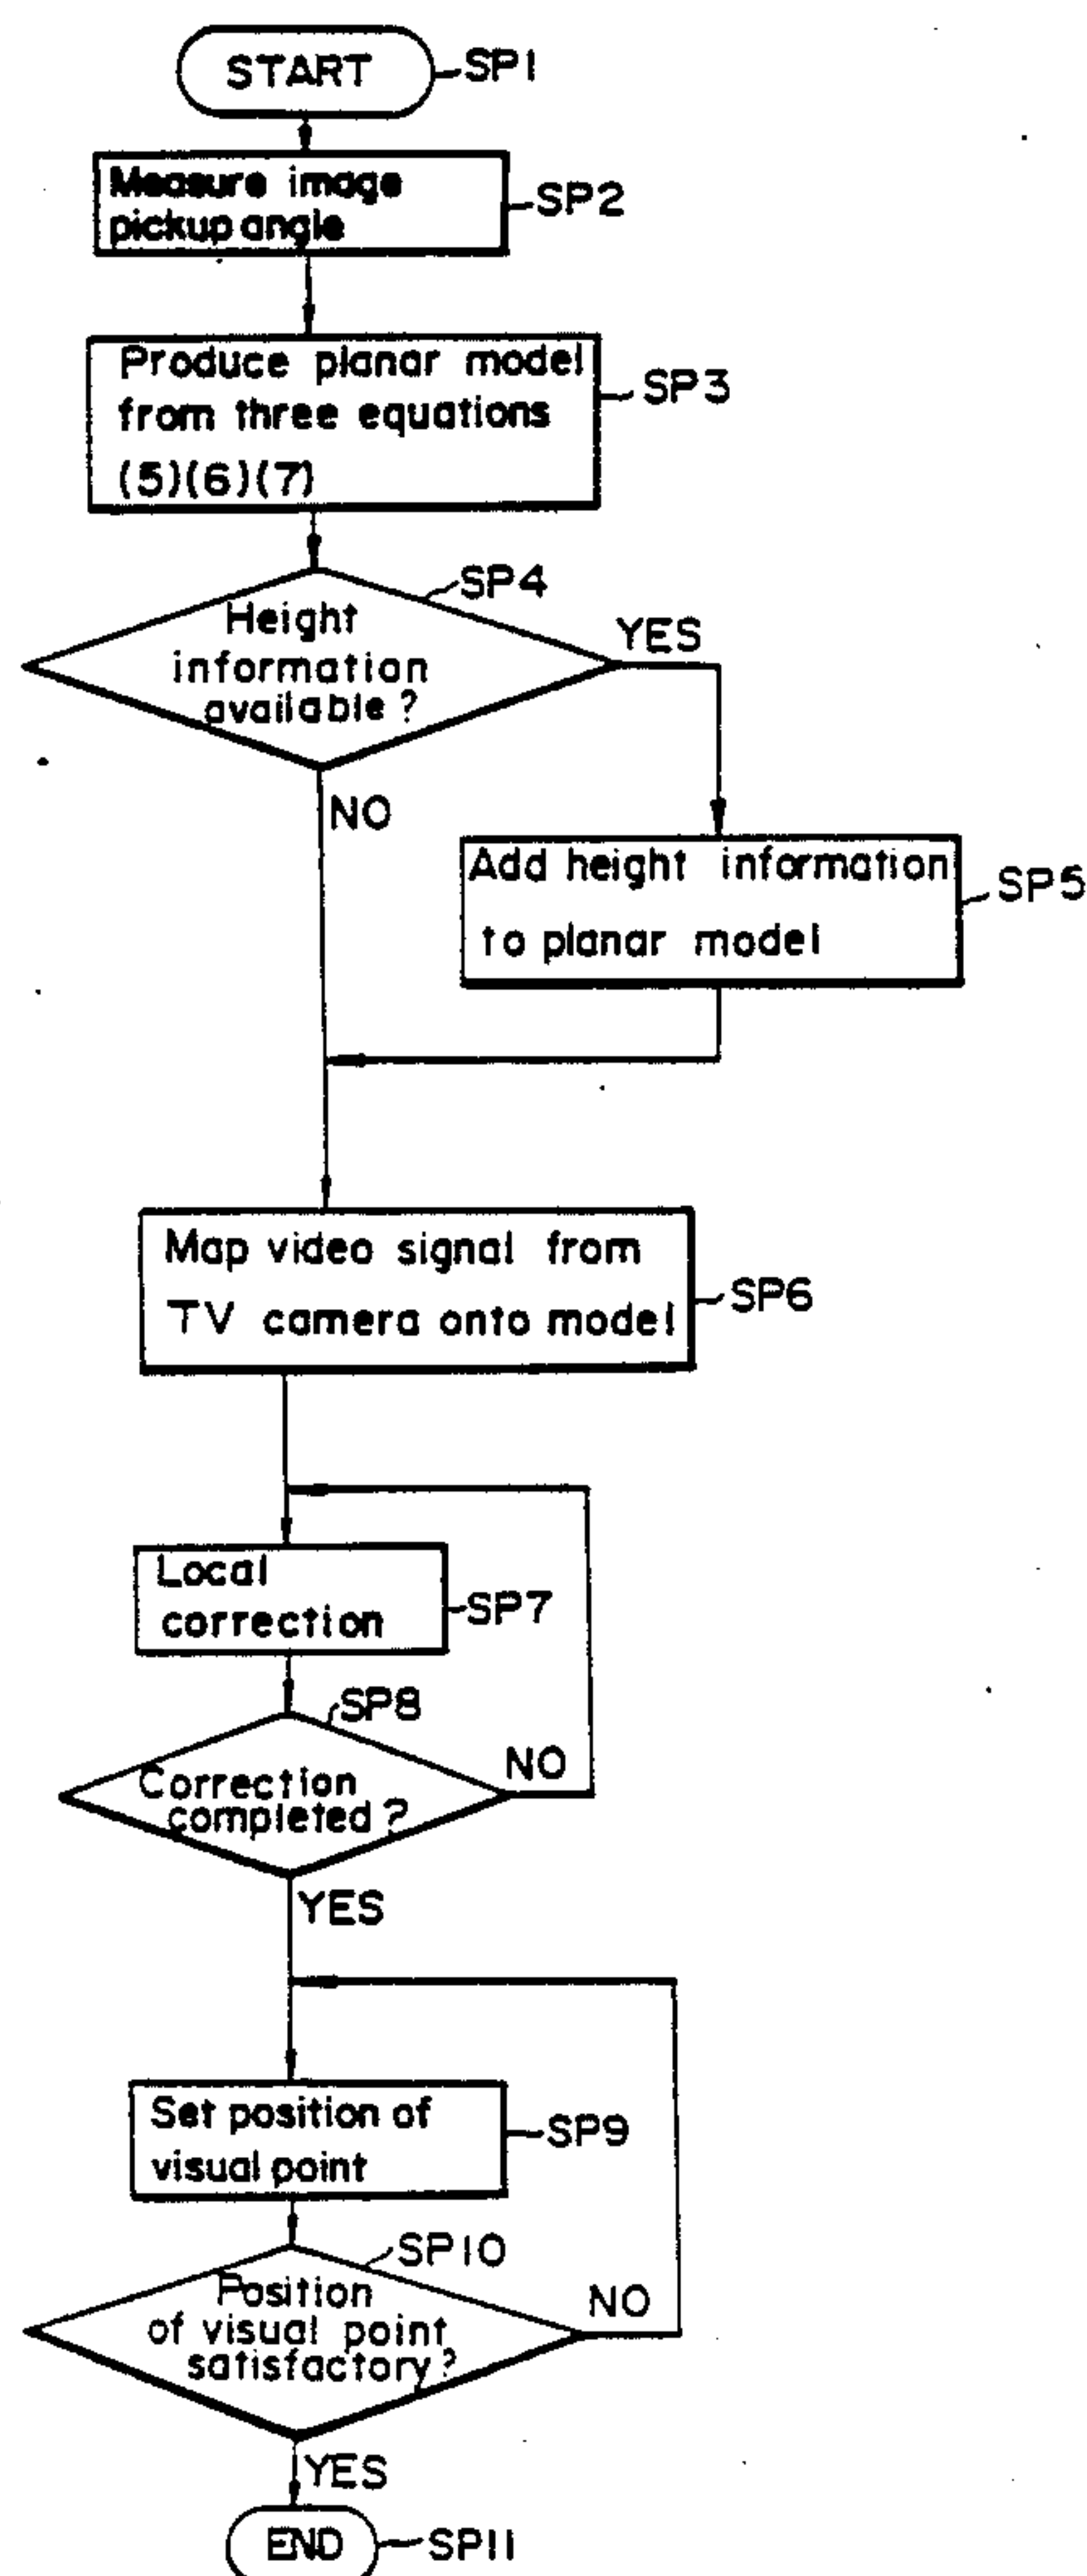 START
SP1
Measure image
pickup angle
SP2
Produce planar model
from three equations
(5)(6)(7)
SP3
SP4
Height
information
available?
YES
NO
Add height information
to planar model
SP5
Map video signal from
TV camera onto model
SP6
Local
correction
SP7
SP8
Correction
completed?
NO
YES
Set position of
visual point
SP9
SP10
Position
of visual point
satisfactory?
NO
YES
END
SP11